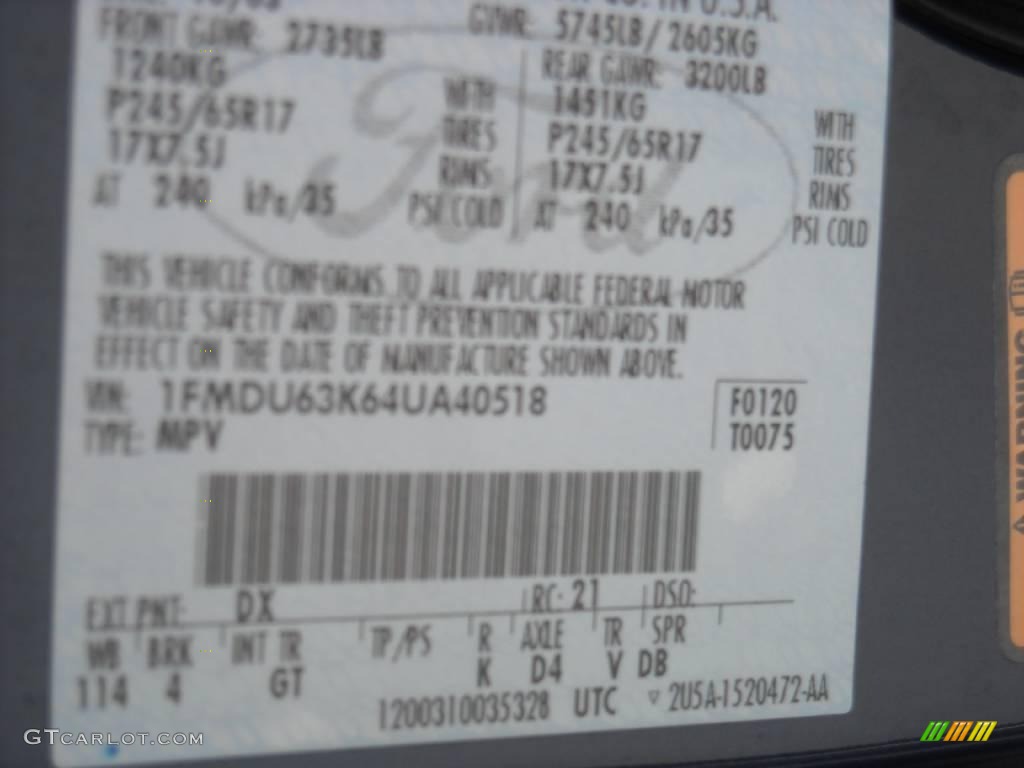 IN U.S.A.
FRONT GAWR: 2735LB
GVWR: 5745LB / 2605KG
1240KG
REAR GAWR: 3200LB
P245/65R17 WITH
1451KG WITH
17X7.5J TIRES
P245/65R17 TIRES
RIMS
17X7.5J RIMS
AT 240 kPa/35 PSI COLD
AT 240 kPa/35 PSI COLD
Ford
THIS VEHICLE CONFORMS TO ALL APPLICABLE FEDERAL MOTOR
VEHICLE SAFETY AND THEFT PREVENTION STANDARDS IN
EFFECT ON THE DATE OF MANUFACTURE SHOWN ABOVE.
VIN: 1FMDU63K64UA40518
F0120
TYPE: MPV
T0075
EXT PNT: DX RC: 21 DSO:
WB BRK INT TR TP/PS R AXLE TR SPR
114 4 GT K D4 V DB
1200310035328 UTC ▽ 2U5A-1520472-AA
WARNING
GTCARLOT.COM